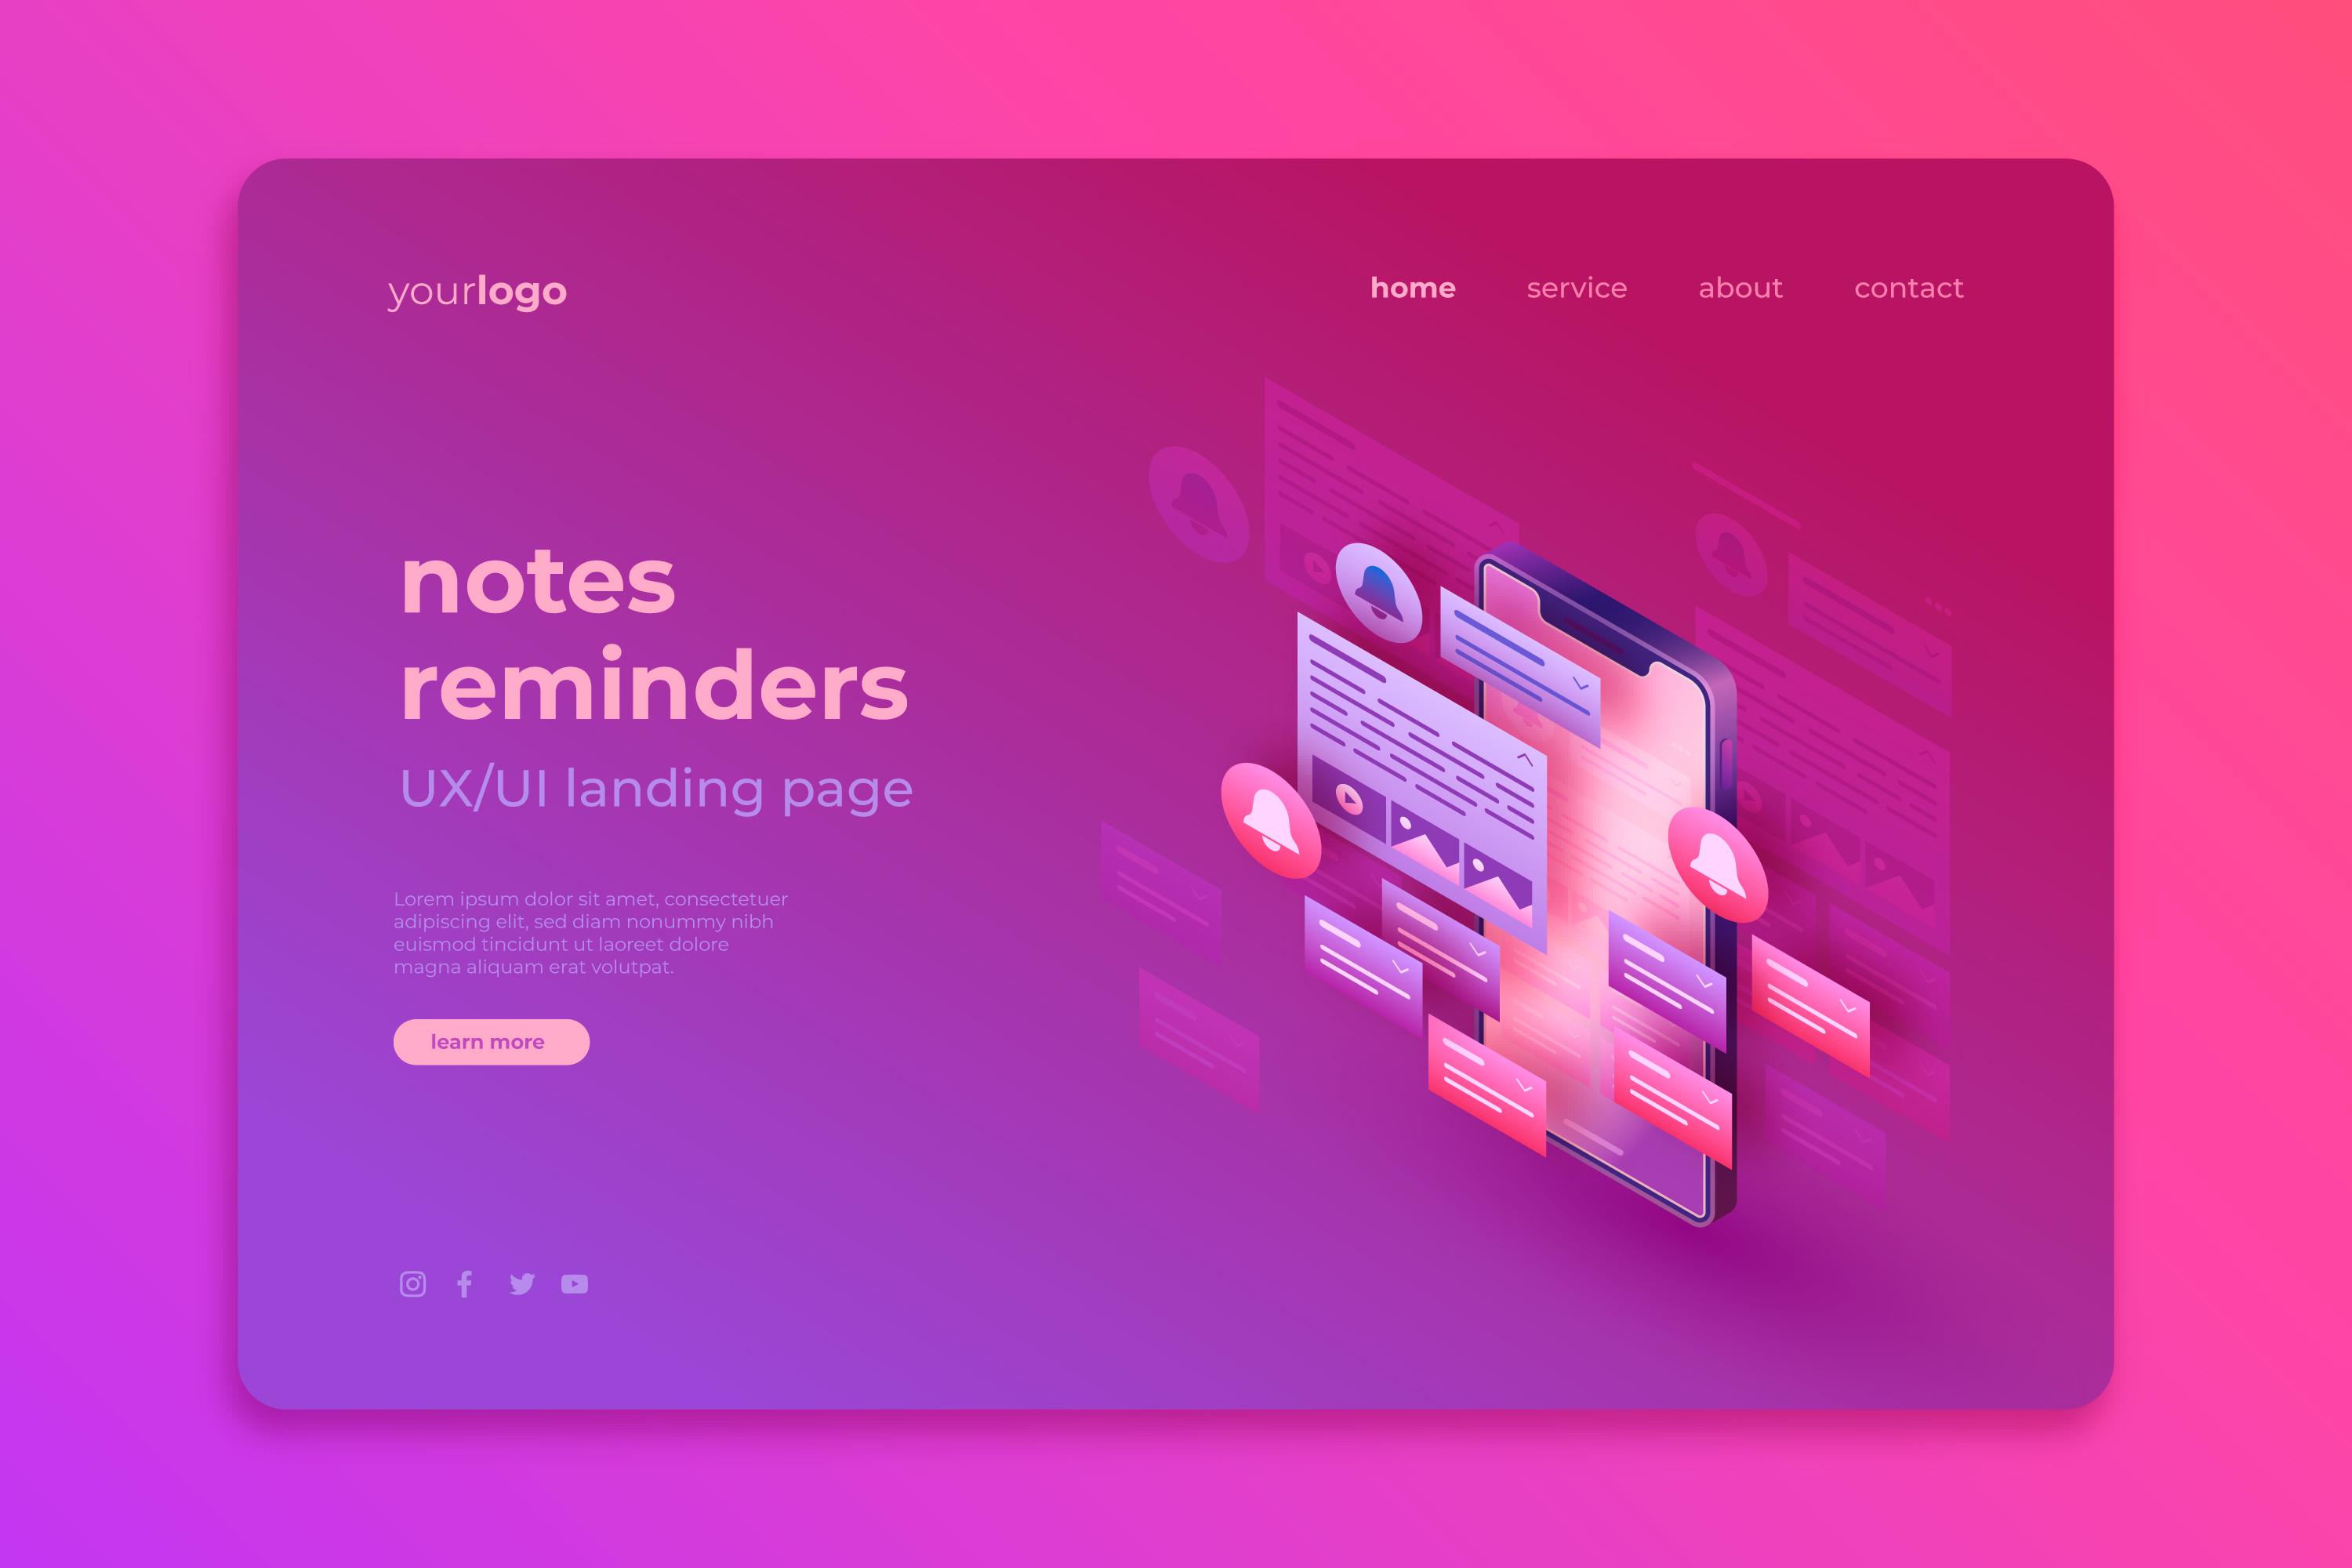 yourlogo
home service about contact
notes
reminders
UX/UI landing page
Lorem ipsum dolor sit amet, consectetuer
adipiscing elit, sed diam nonummy nibh
euismod tincidunt ut laoreet dolore
magna aliquam erat volutpat.
learn more